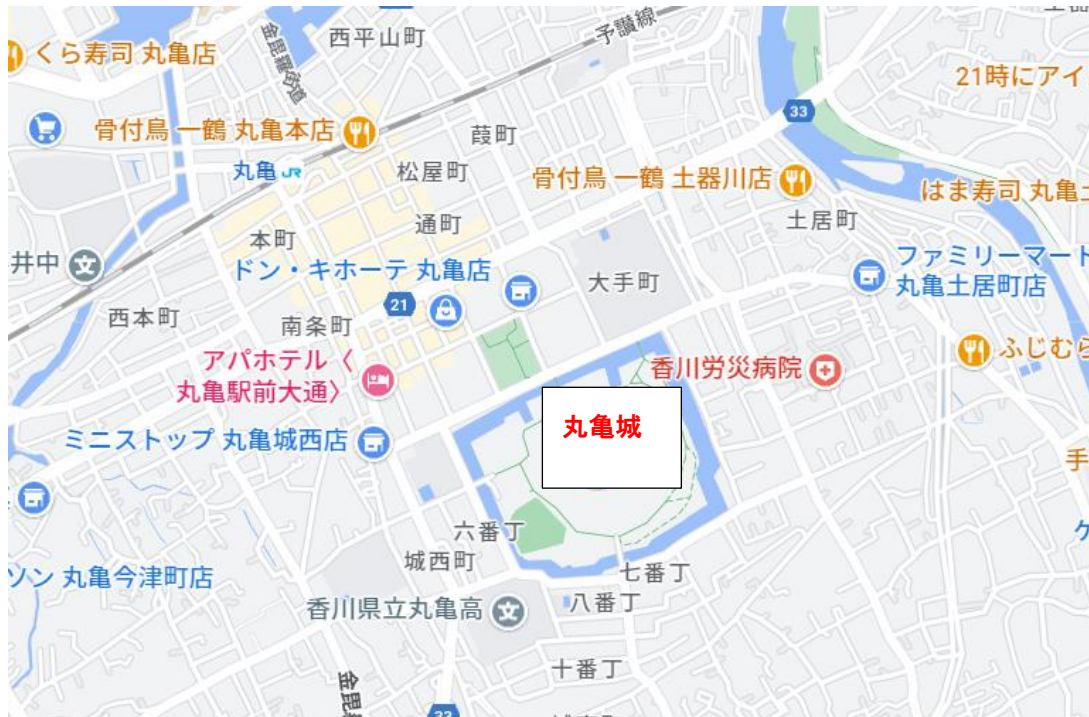 西平山町
予讃線
金毘羅街道
くら寿司 丸亀店
21時にアイ
33
骨付鳥 一鶴 丸亀本店
葭町
丸亀 JR
松屋町
骨付鳥 一鶴 土器川店
はま寿司 丸亀
土居町
通町
本町
井中 文
ドン・キホーテ 丸亀店
大手町
ファミリーマート
丸亀土居町店
21
西本町
南条町
アパホテル〈
丸亀駅前大通〉
香川労災病院
ふじむら
丸亀城
ミニストップ 丸亀城西店
手
六番丁
城西町
ソン 丸亀今津町店
七番丁
香川県立丸亀高 文
八番丁
十番丁
33